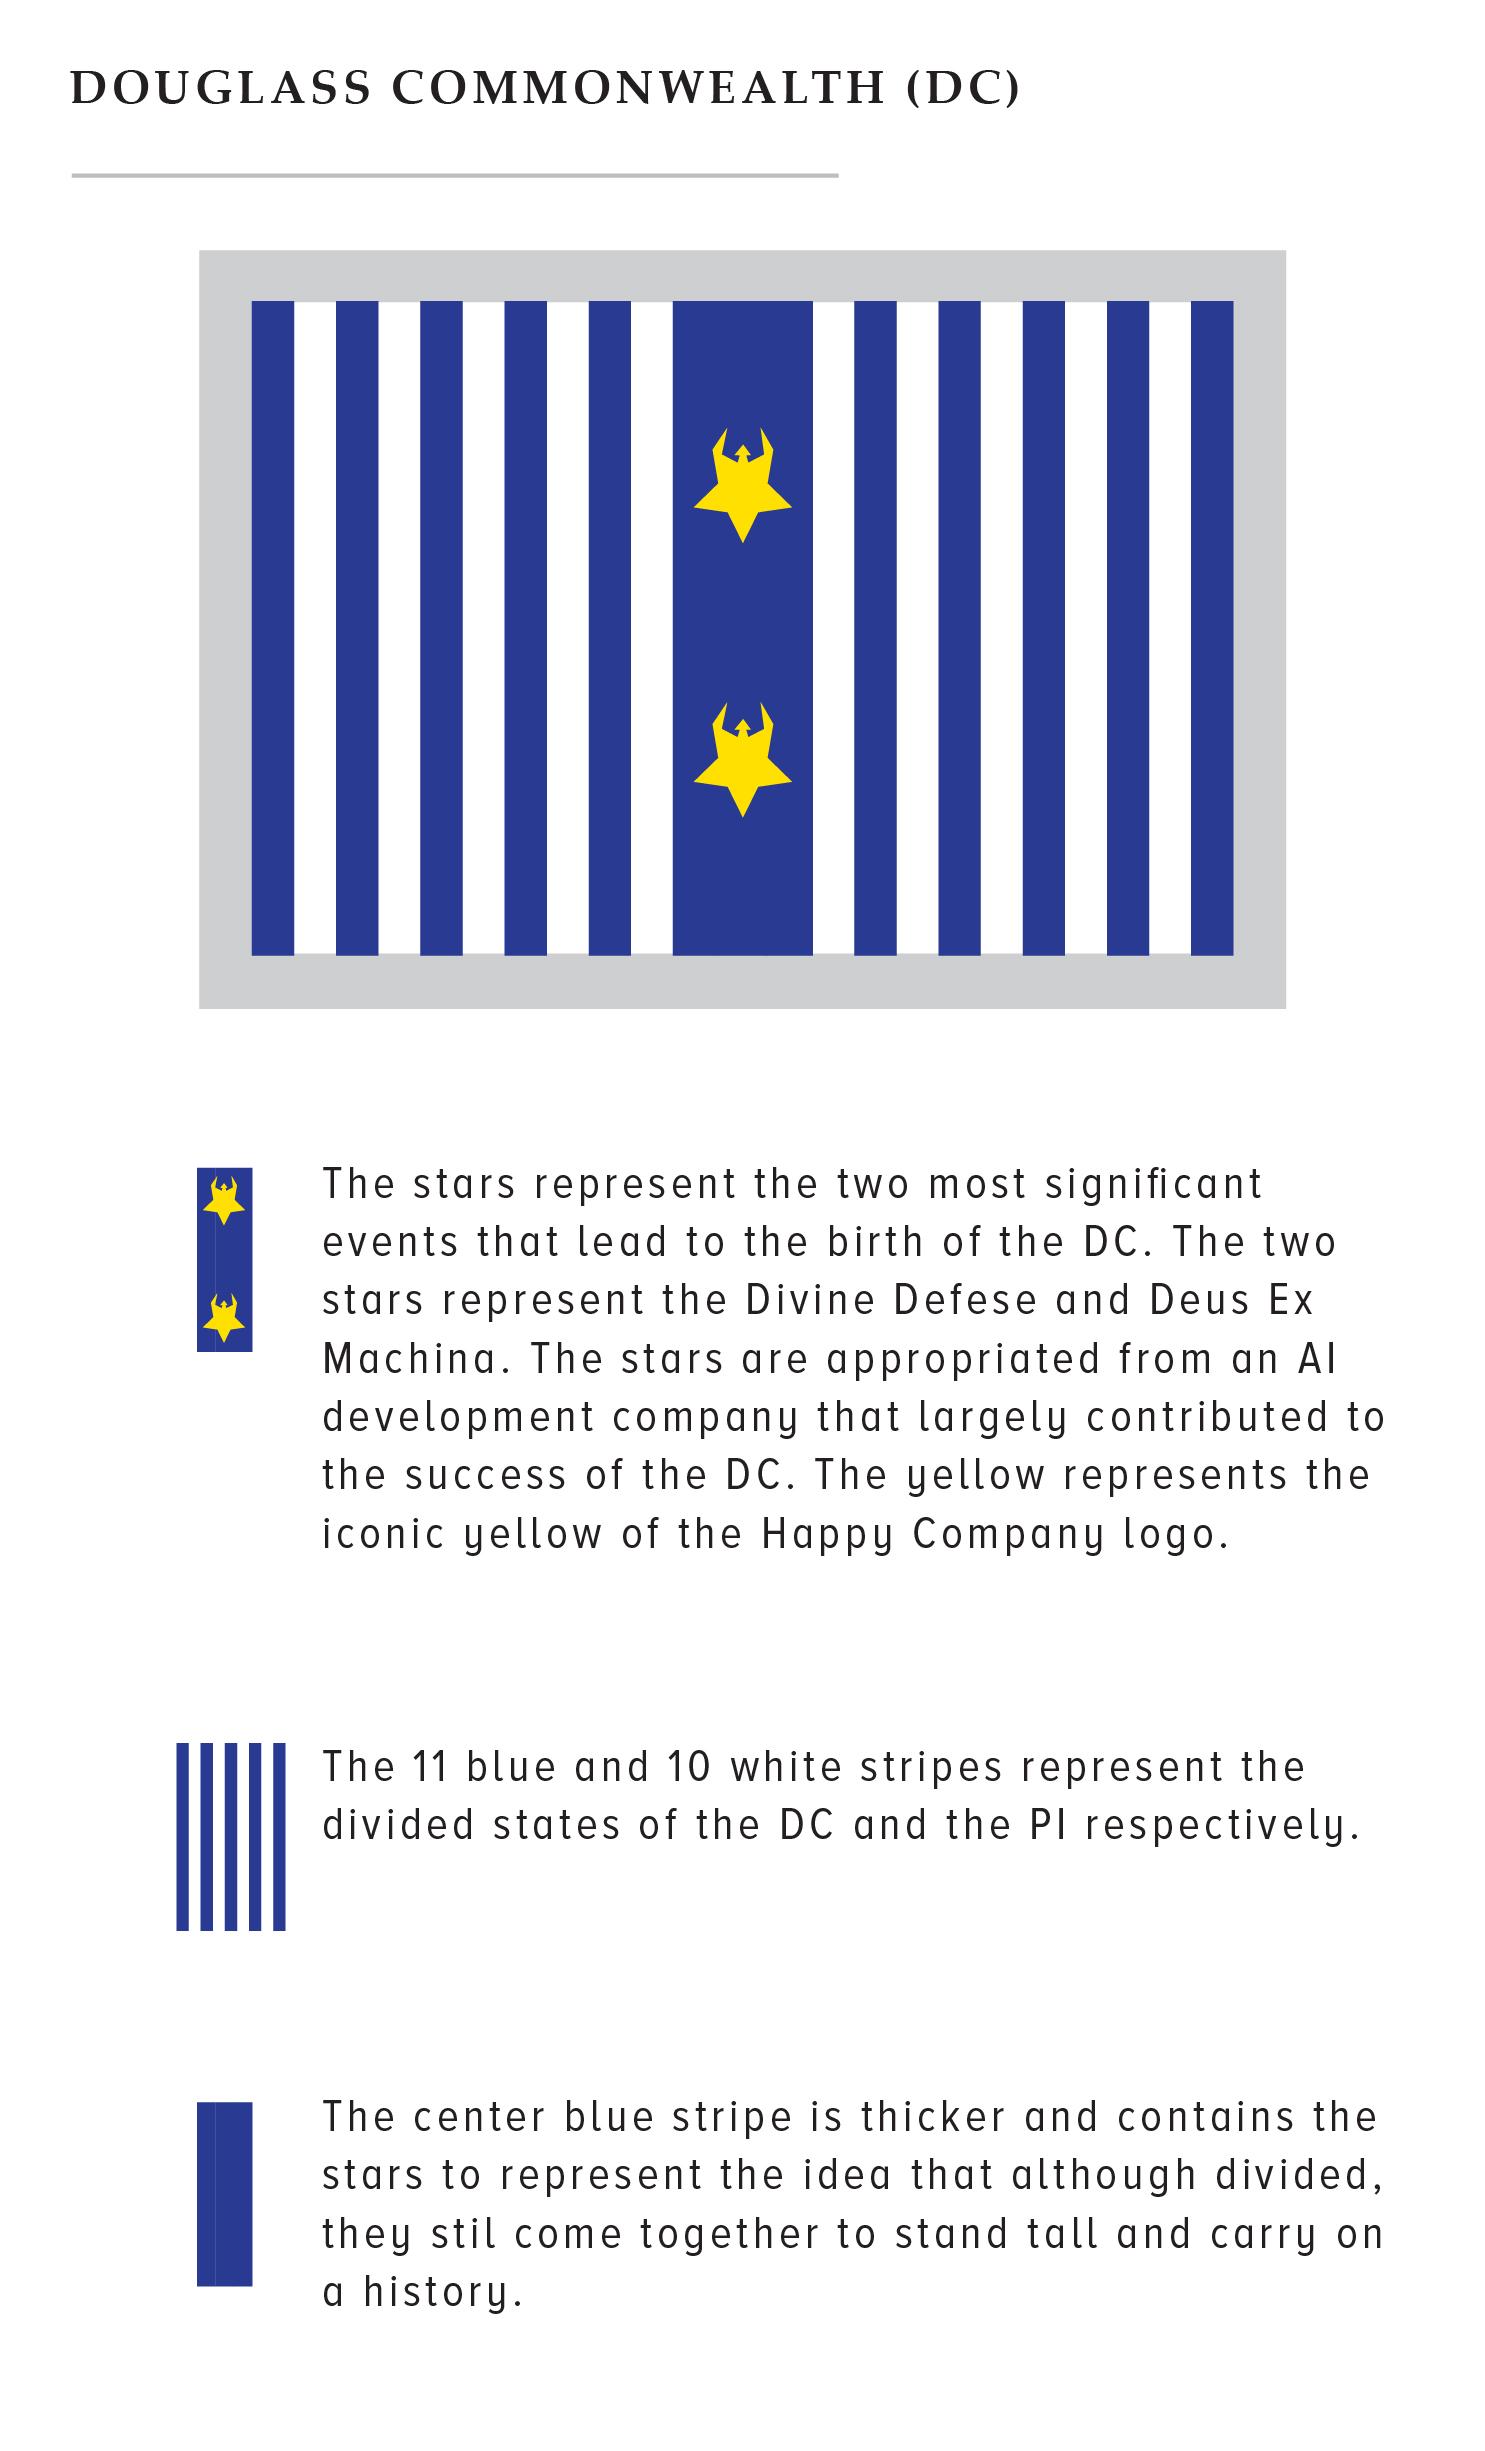 DOUGLASS COMMONWEALTH (DC)
The stars represent the two most significant
events that lead to the birth of the DC. The two
stars represent the Divine Defese and Deus Ex
Machina. The stars are appropriated from an AI
development company that largely contributed to
the success of the DC. The yellow represents the
iconic yellow of the Happy Company logo.
The 11 blue and 10 white stripes represent the
divided states of the DC and the PI respectively.
The center blue stripe is thicker and contains the
stars to represent the idea that although divided,
they stil come together to stand tall and carry on
a history.